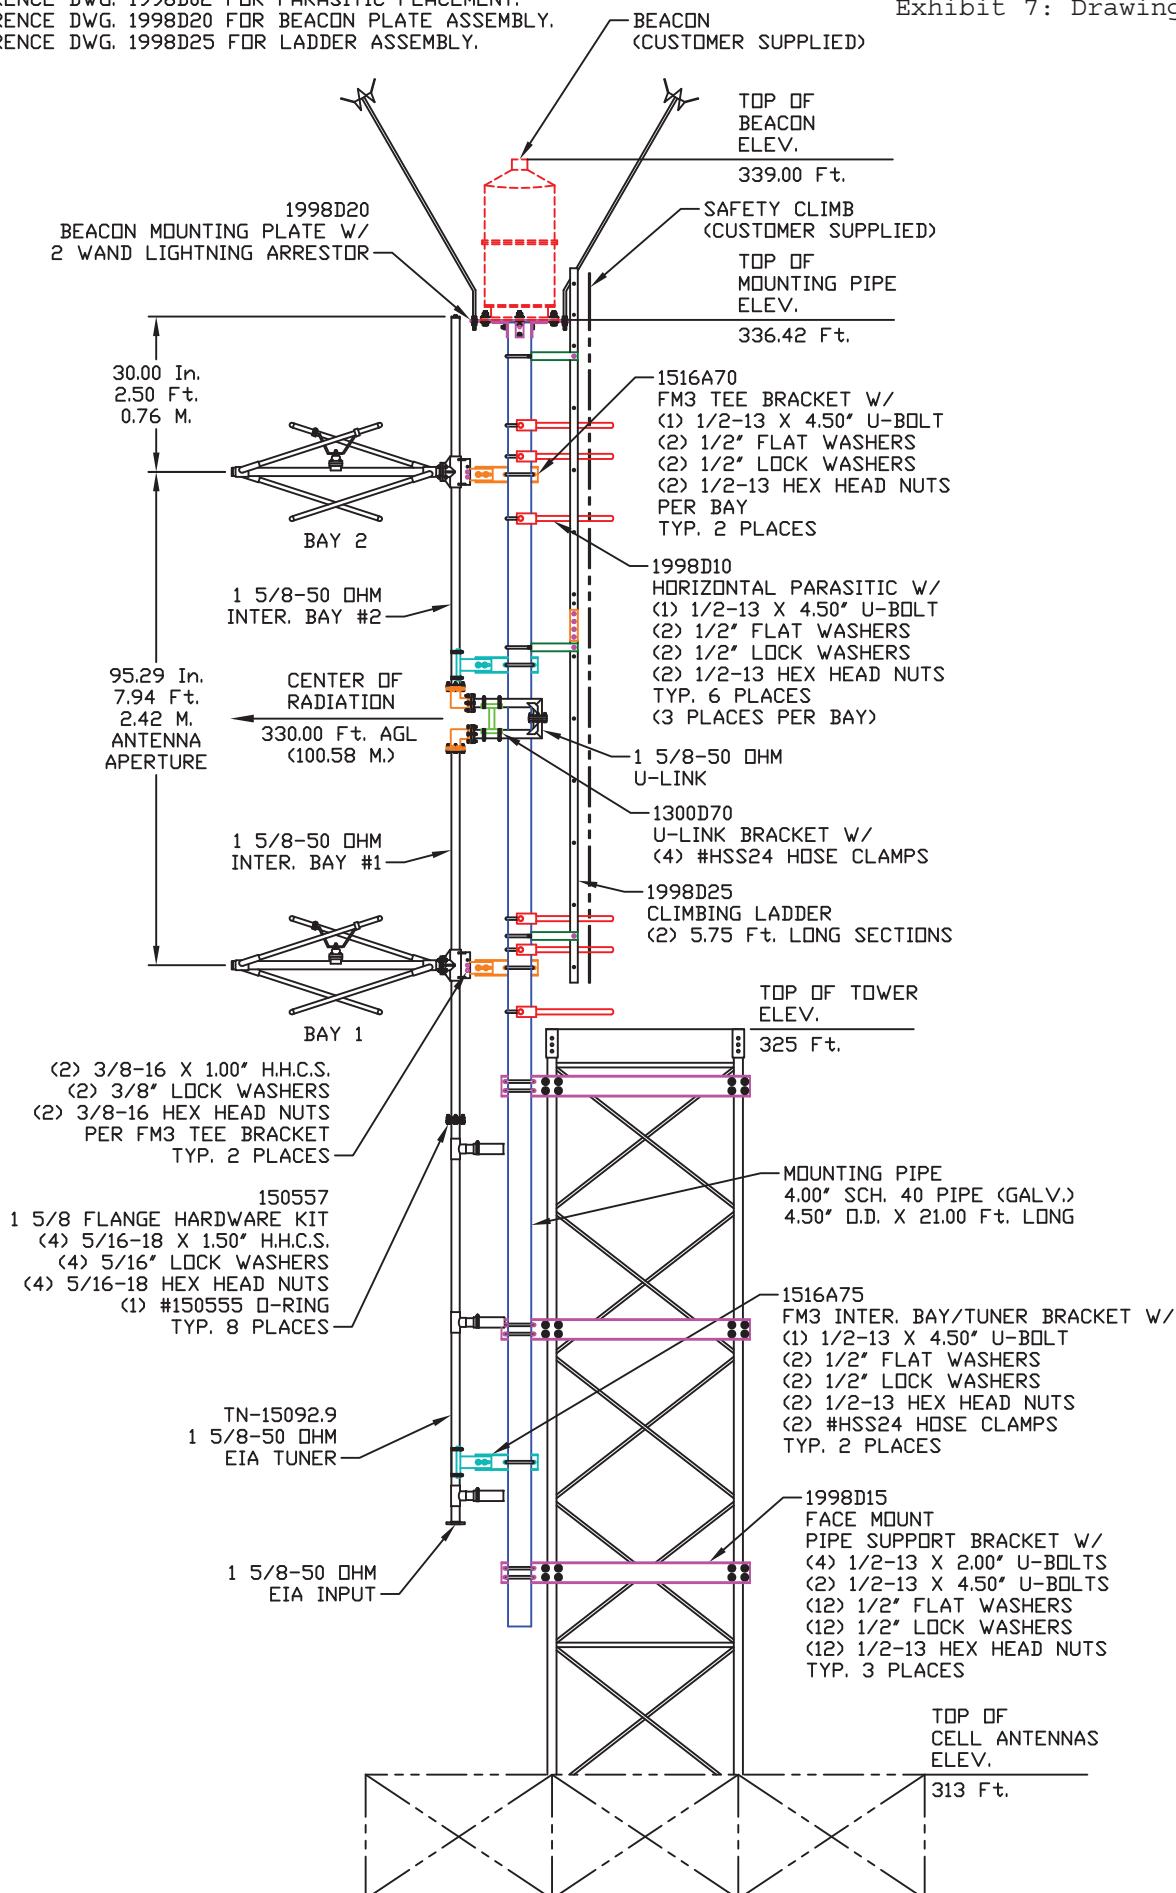 RENCE DWG. 1998D02 FOR PARASITIC PLACEMENT.
RENCE DWG. 1998D20 FOR BEACON PLATE ASSEMBLY.
RENCE DWG. 1998D25 FOR LADDER ASSEMBLY.
Exhibit 7: Drawing
BEACON
(CUSTOMER SUPPLIED)
TOP OF
BEACON
ELEV.
339.00 Ft.
1998D20
BEACON MOUNTING PLATE W/
2 WAND LIGHTNING ARRESTOR
SAFETY CLIMB
(CUSTOMER SUPPLIED)
TOP OF
MOUNTING PIPE
ELEV.
336.42 Ft.
30.00 In.
2.50 Ft.
0.76 M.
1516A70
FM3 TEE BRACKET W/
(1) 1/2-13 X 4.50" U-BOLT
(2) 1/2" FLAT WASHERS
(2) 1/2" LOCK WASHERS
(2) 1/2-13 HEX HEAD NUTS
PER BAY
TYP. 2 PLACES
BAY 2
1998D10
HORIZONTAL PARASITIC W/
(1) 1/2-13 X 4.50" U-BOLT
(2) 1/2" FLAT WASHERS
(2) 1/2" LOCK WASHERS
(2) 1/2-13 HEX HEAD NUTS
TYP. 6 PLACES
(3 PLACES PER BAY)
1 5/8-50 OHM
INTER. BAY #2
95.29 In.
7.94 Ft.
2.42 M.
ANTENNA
APERTURE
CENTER OF
RADIATION
330.00 Ft. AGL
(100.58 M.)
1 5/8-50 OHM
U-LINK
1300D70
U-LINK BRACKET W/
(4) #HSS24 HOSE CLAMPS
1 5/8-50 OHM
INTER. BAY #1
1998D25
CLIMBING LADDER
(2) 5.75 Ft. LONG SECTIONS
BAY 1
TOP OF TOWER
ELEV.
325 Ft.
(2) 3/8-16 X 1.00" H.H.C.S.
(2) 3/8" LOCK WASHERS
(2) 3/8-16 HEX HEAD NUTS
PER FM3 TEE BRACKET
TYP. 2 PLACES
MOUNTING PIPE
4.00" SCH. 40 PIPE (GALV.)
4.50" O.D. X 21.00 Ft. LONG
150557
1 5/8 FLANGE HARDWARE KIT
(4) 5/16-18 X 1.50" H.H.C.S.
(4) 5/16" LOCK WASHERS
(4) 5/16-18 HEX HEAD NUTS
(1) #150555 O-RING
TYP. 8 PLACES
1516A75
FM3 INTER. BAY/TUNER BRACKET W/
(1) 1/2-13 X 4.50" U-BOLT
(2) 1/2" FLAT WASHERS
(2) 1/2" LOCK WASHERS
(2) 1/2-13 HEX HEAD NUTS
(2) #HSS24 HOSE CLAMPS
TYP. 2 PLACES
TN-15092.9
1 5/8-50 OHM
EIA TUNER
1998D15
FACE MOUNT
PIPE SUPPORT BRACKET W/
(4) 1/2-13 X 2.00" U-BOLTS
(2) 1/2-13 X 4.50" U-BOLTS
(12) 1/2" FLAT WASHERS
(12) 1/2" LOCK WASHERS
(12) 1/2-13 HEX HEAD NUTS
TYP. 3 PLACES
1 5/8-50 OHM
EIA INPUT
TOP OF
CELL ANTENNAS
ELEV.
313 Ft.